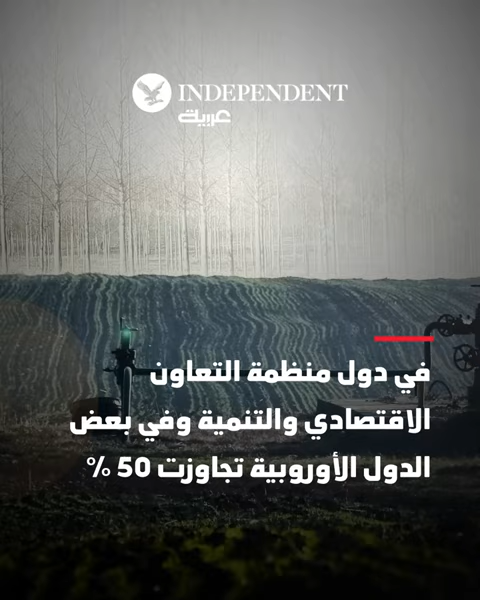 INDEPENDENT
عربية
في دول منظمة التعاون
الاقتصادي والتنمية وفي بعض
الدول الأوروبية تجاوزت 50 %